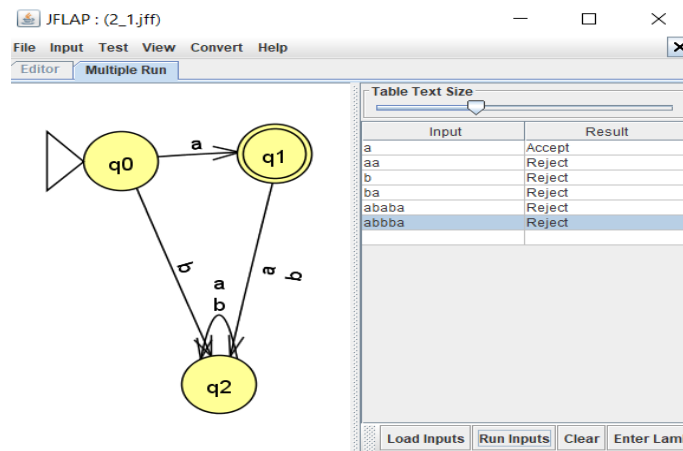 JFLAP : (2_1.jff)
File Input Test View Convert Help
Editor Multiple Run
Table Text Size
Input Result
a Accept
aa Reject
b Reject
ba Reject
ababa Reject
abbba Reject
q0
a
q1
b
a
b
a
b
q2
Load Inputs Run Inputs Clear Enter Lam